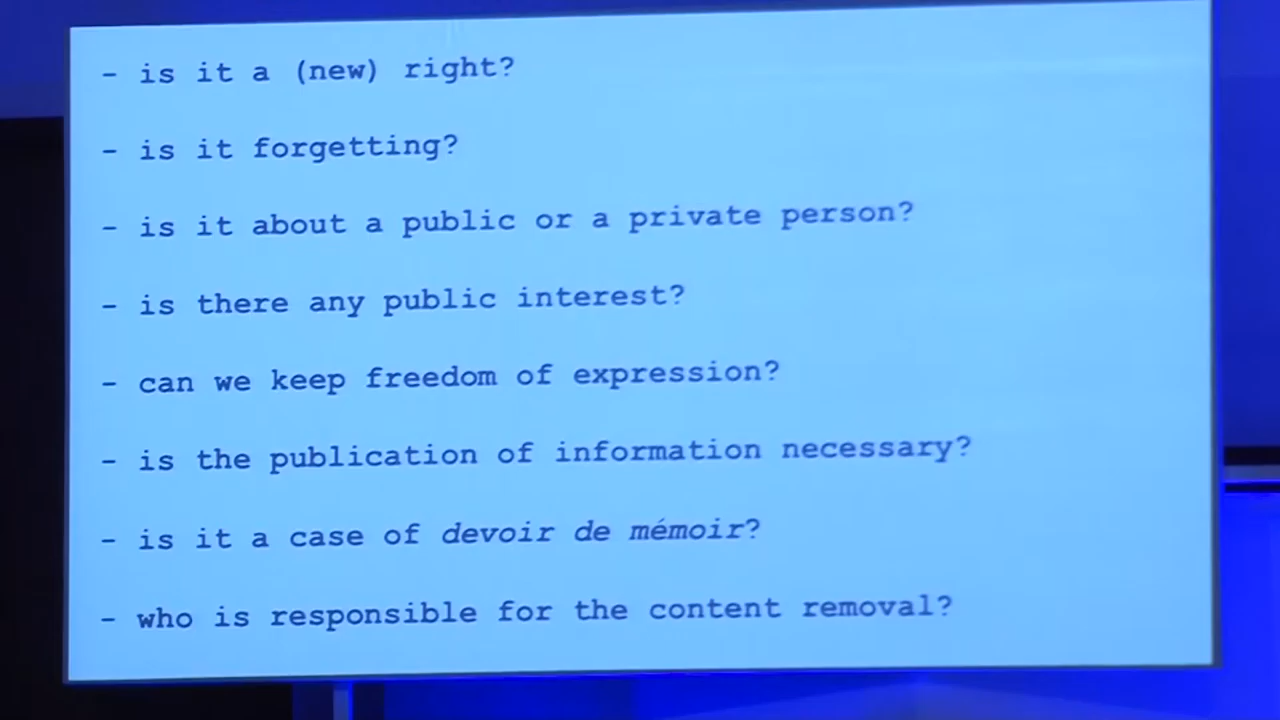 - is it a (new) right?
- is it forgetting?
- is it about a public or a private person?
- is there any public interest?
- can we keep freedom of expression?
- is the publication of information necessary?
- is it a case of devoir de mémoir?
- who is responsible for the content removal?